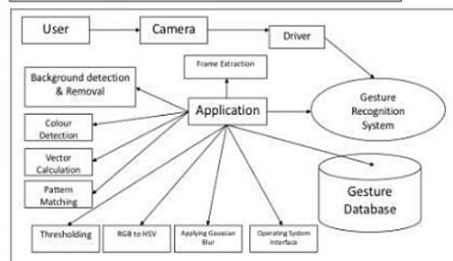 User
Camera
Driver
Frame Extraction
Background detection
& Removal
Application
Gesture
Recognition
System
Colour
Detection
Vector
Calculation
Pattern
Matching
Gesture
Database
Thresholding
RGB to HSV
Applying Gaussian
Blur
Operating System
Interface